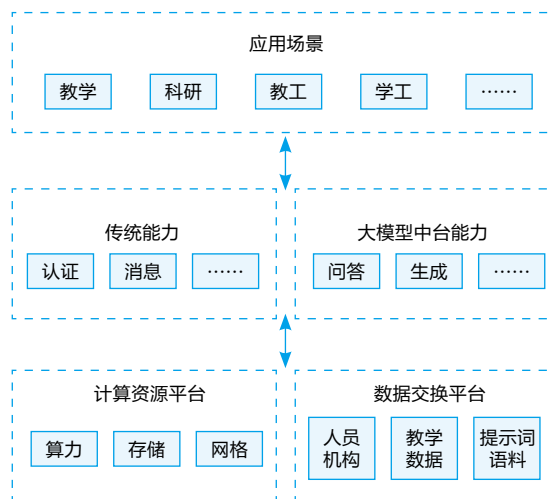 应用场景
教学 科研 教工 学工 ……
传统能力
认证 消息 ……
大模型中台能力
问答 生成 ……
计算资源平台
算力 存储 网格
数据交换平台
人员
机构
教学
数据
提示词
语料